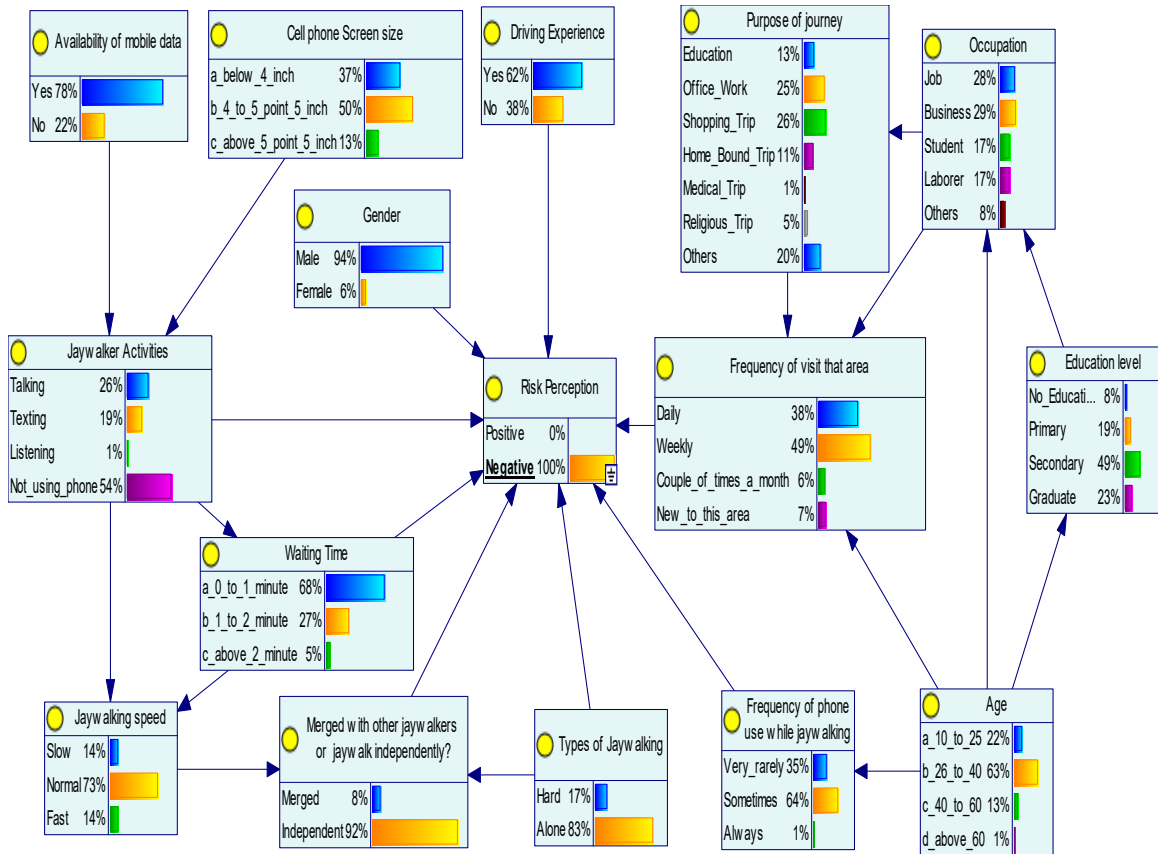 Availability of mobile data
Yes 78%
No 22%
Cell phone Screen size
a_below_4_inch 37%
b_4_to_5_point_5_inch 50%
c_above_5_point_5_inch 13%
Driving Experience
Yes 62%
No 38%
Purpose of journey
Education 13%
Office_Work 25%
Shopping_Trip 26%
Home_Bound_Trip 11%
Medical_Trip 1%
Religious_Trip 5%
Others 20%
Occupation
Job 28%
Business 29%
Student 17%
Laborer 17%
Others 8%
Gender
Male 94%
Female 6%
Jaywalker Activities
Talking 26%
Texting 19%
Listening 1%
Not_using_phone 54%
Risk Perception
Positive 0%
Negative 100%
Frequency of visit that area
Daily 38%
Weekly 49%
Couple_of_times_a_month 6%
New_to_this_area 7%
Education level
No_Educati... 8%
Primary 19%
Secondary 49%
Graduate 23%
Waiting Time
a_0_to_1_minute 68%
b_1_to_2_minute 27%
c_above_2_minute 5%
Jaywalking speed
Slow 14%
Normal 73%
Fast 14%
Merged with other jaywalkers
or jaywalk independently?
Merged 8%
Independent 92%
Types of Jaywalking
Hard 17%
Alone 83%
Frequency of phone
use while jaywalking
Very_rarely 35%
Sometimes 64%
Always 1%
Age
a_10_to_25 22%
b_26_to_40 63%
c_40_to_60 13%
d_above_60 1%